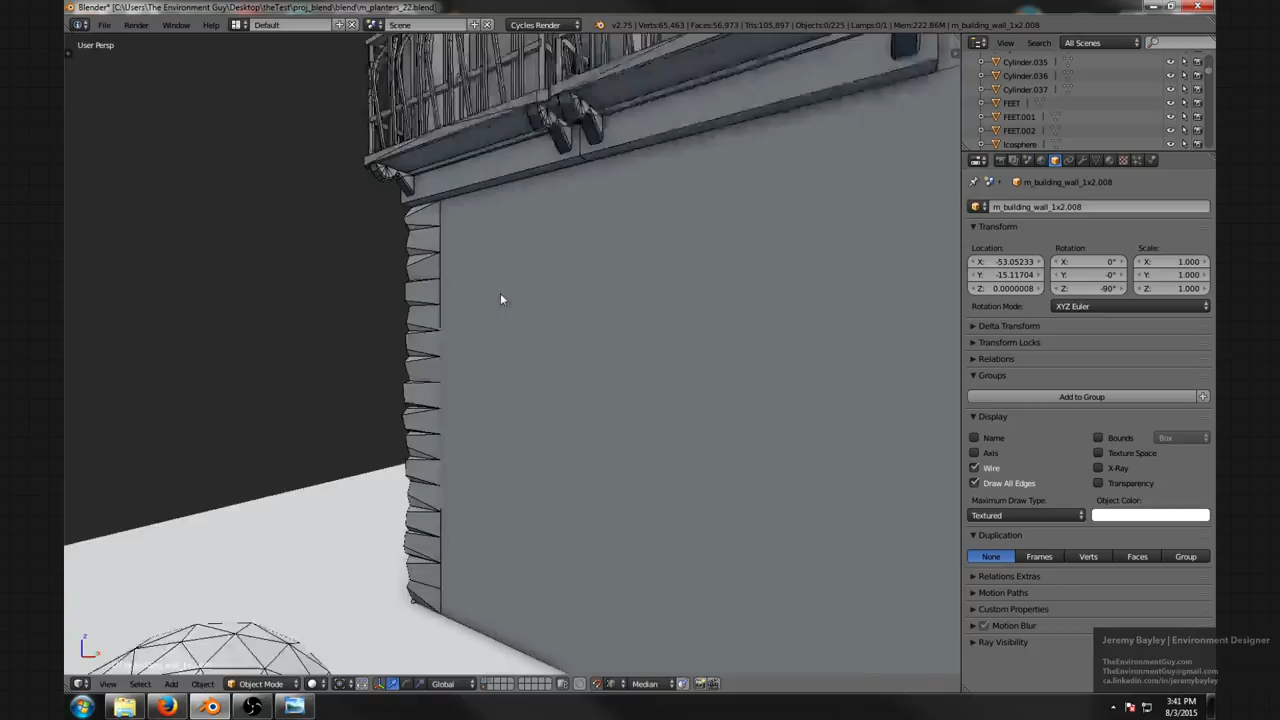 Blender* [C:\Users\The Environment Guy\Desktop\theTest\proj_blend\blend\m_planters_22.blend]
File Render Window Help Default Scene Cycles Render v2.75 | Verts:65,463 | Faces:56,973 | Tris:105,897 | Objects:0/225 | Lamps:0/1 | Mem:222.86M | m_building_wall_1x2.008
User Persp
View Search All Scenes
Cylinder.035
Cylinder.036
Cylinder.037
FEET
FEET.001
FEET.002
Icosphere
m_building_wall_1x2.008
m_building_wall_1x2.008
Transform
Location: Rotation: Scale:
X: -53.05233 X: 0° X: 1.000
Y: -15.11704 Y: -0° Y: 1.000
Z: 0.0000008 Z: -90° Z: 1.000
Rotation Mode: XYZ Euler
Delta Transform
Transform Locks
Relations
Groups
Add to Group
Display
Name Bounds Box
Axis Texture Space
Wire X-Ray
Draw All Edges Transparency
Maximum Draw Type: Object Color:
Textured
Duplication
None Frames Verts Faces Group
Relations Extras
Motion Paths
Custom Properties
Motion Blur
Ray Visibility
Jeremy Bayley | Environment Designer
TheEnvironmentGuy.com
TheEnvironmentGuy@gmail.com
ca.linkedin.com/in/jeremybayley
z
View Select Add Object Object Mode Global Median
3:41 PM
8/3/2015